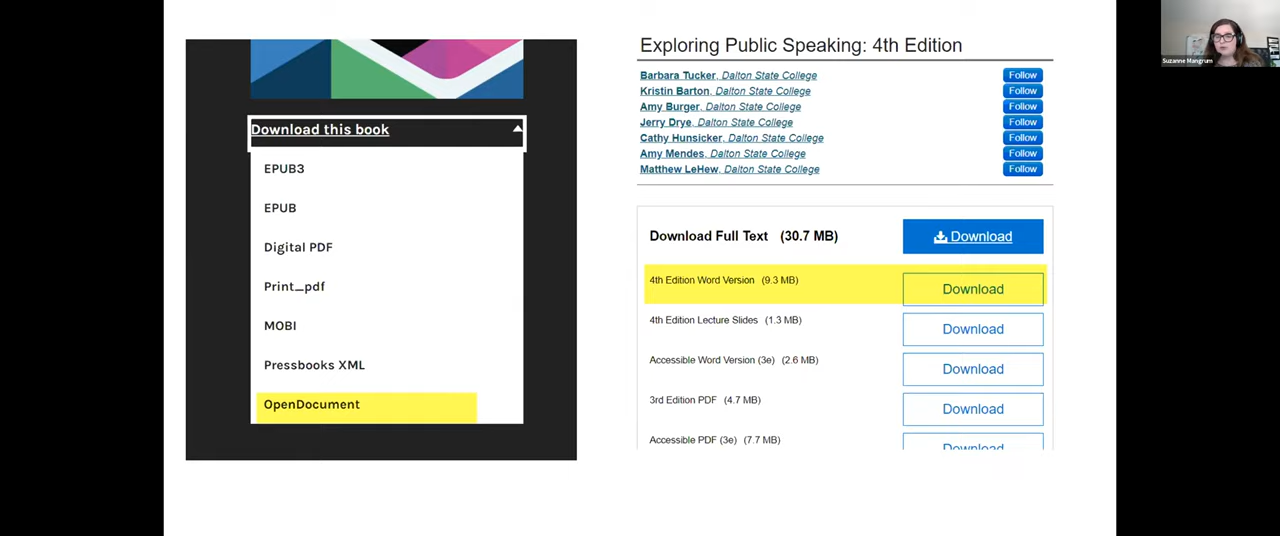 Download this book
EPUB3
EPUB
Digital PDF
Print_pdf
MOBI
Pressbooks XML
OpenDocument
Exploring Public Speaking: 4th Edition
Barbara Tucker, Dalton State College Follow
Kristin Barton, Dalton State College Follow
Amy Burger, Dalton State College Follow
Jerry Drye, Dalton State College Follow
Cathy Hunsicker, Dalton State College Follow
Amy Mendes, Dalton State College Follow
Matthew LeHew, Dalton State College Follow
Download Full Text (30.7 MB) Download
4th Edition Word Version (9.3 MB) Download
4th Edition Lecture Slides (1.3 MB) Download
Accessible Word Version (3e) (2.6 MB) Download
3rd Edition PDF (4.7 MB) Download
Accessible PDF (3e) (7.7 MB) Download
Suzanne Mangrum